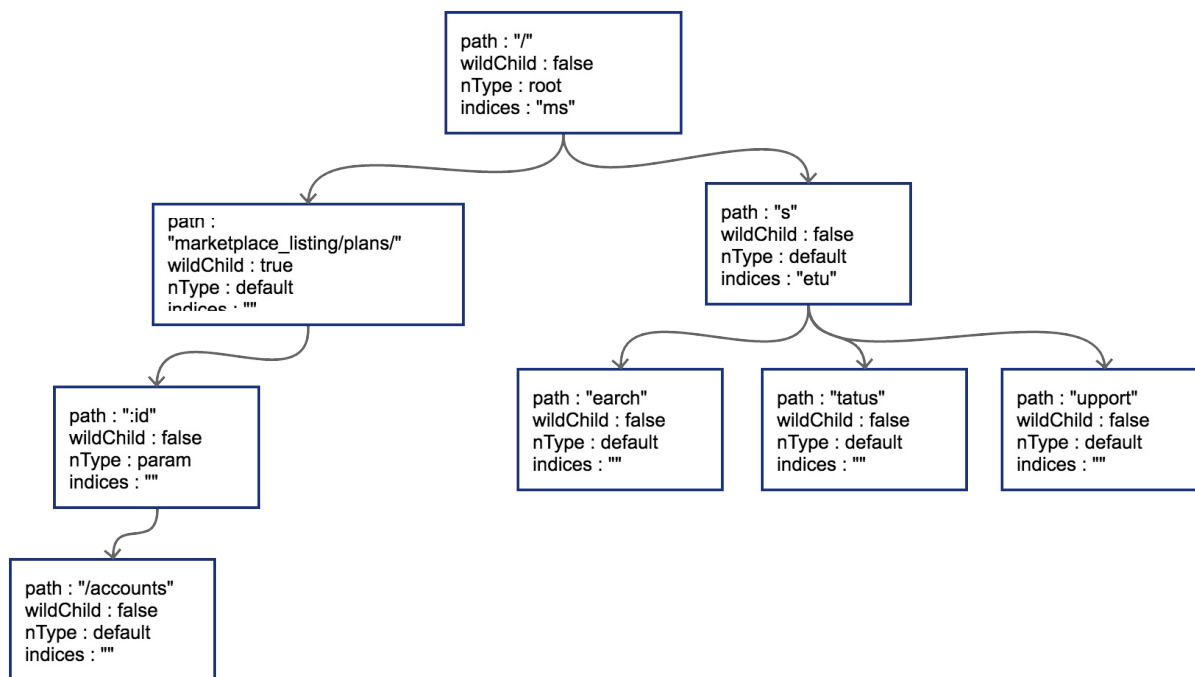 path : "/"
wildChild : false
nType : root
indices : "ms"
path :
"marketplace_listing/plans/"
wildChild : true
nType : default
indices : ""
path : "s"
wildChild : false
nType : default
indices : "etu"
path : ":id"
wildChild : false
nType : param
indices : ""
path : "earch"
wildChild : false
nType : default
indices : ""
path : "tatus"
wildChild : false
nType : default
indices : ""
path : "upport"
wildChild : false
nType : default
indices : ""
path : "/accounts"
wildChild : false
nType : default
indices : ""